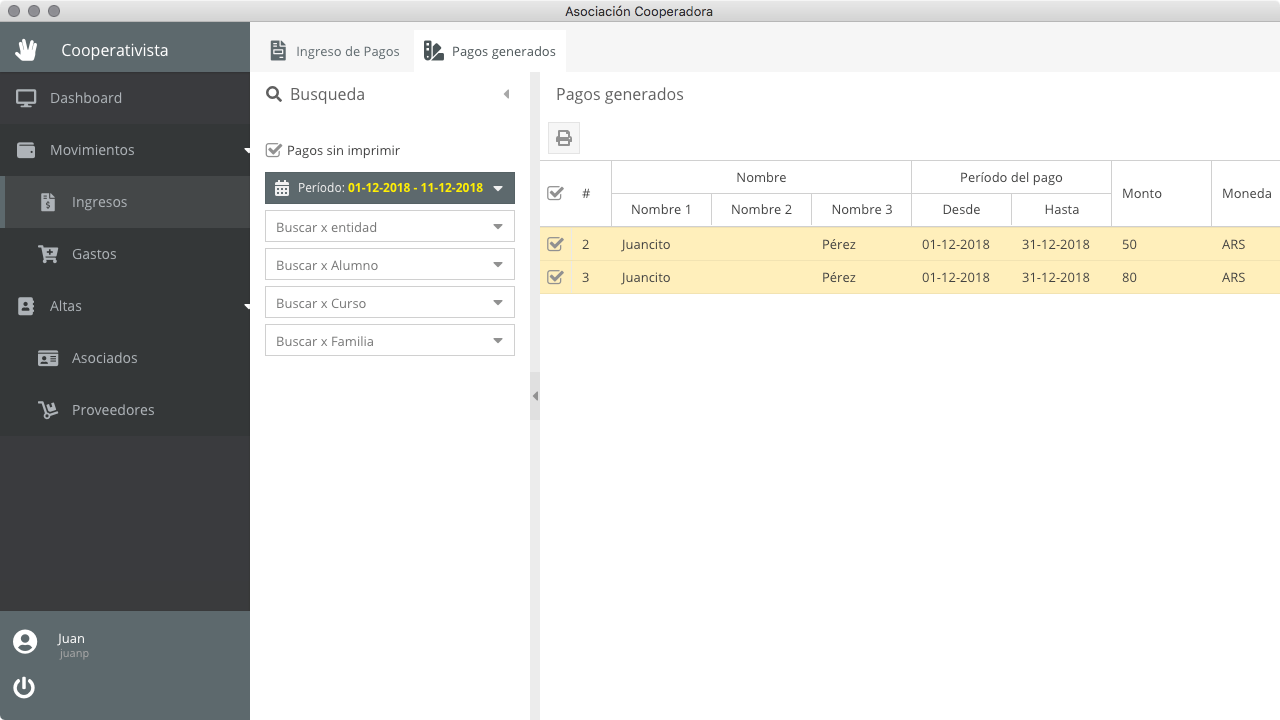 Asociación Cooperadora
Cooperativista
Dashboard
Movimientos
Ingresos
Gastos
Altas
Asociados
Proveedores
Juan
juanp
Ingreso de Pagos
Pagos generados
Busqueda
Pagos sin imprimir
Período: 01-12-2018 - 11-12-2018
Buscar x entidad
Buscar x Alumno
Buscar x Curso
Buscar x Familia
Pagos generados
# Nombre Período del pago Monto Moneda
Nombre 1 Nombre 2 Nombre 3 Desde Hasta
2 Juancito Pérez 01-12-2018 31-12-2018 50 ARS
3 Juancito Pérez 01-12-2018 31-12-2018 80 ARS